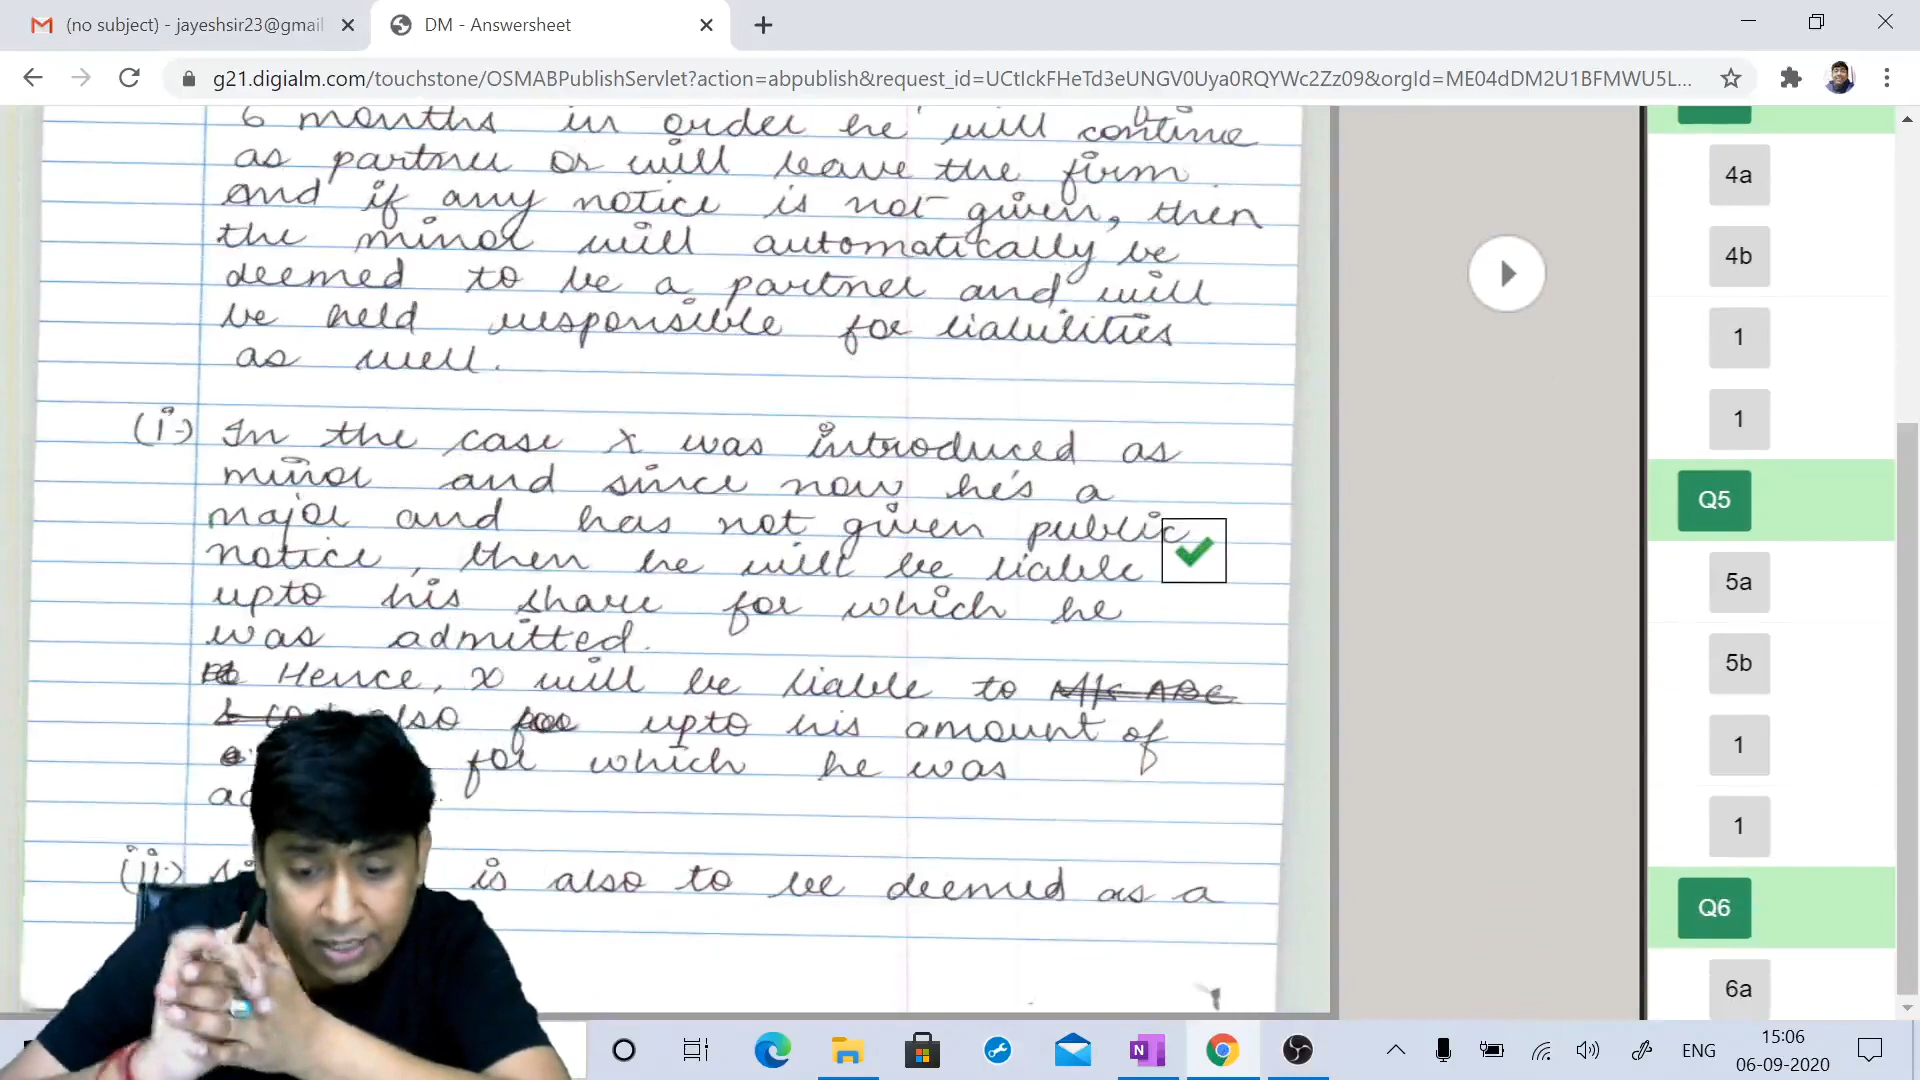 (no subject) - jayeshsir23@gmail
DM - Answersheet
g21.digialm.com/touchstone/OSMABPublishServlet?action=abpublish&request_id=UCtIckFHeTd3eUNGV0Uya0RQYWc2Zz09&orgId=ME04dDM2U1BFMWU5L...
6 months in order he will continue
as partner or will leave the firm.
and if any notice is not given, then
the minor will automatically be
deemed to be a partner and will
be held responsible for liabilities
as well.
(i) In the case X was introduced as
minor and since now he's a
major and has not given public
notice, then he will be liable
upto his share for which he
was admitted.
Hence, X will be liable to M/s ABC
also for upto his amount of
for which he was
(ii) is also to be deemed as a
4a
4b
1
1
Q5
5a
5b
1
1
Q6
6a
ENG
15:06
06-09-2020